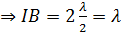 ⇒ IB = 2 λ/2 = λ